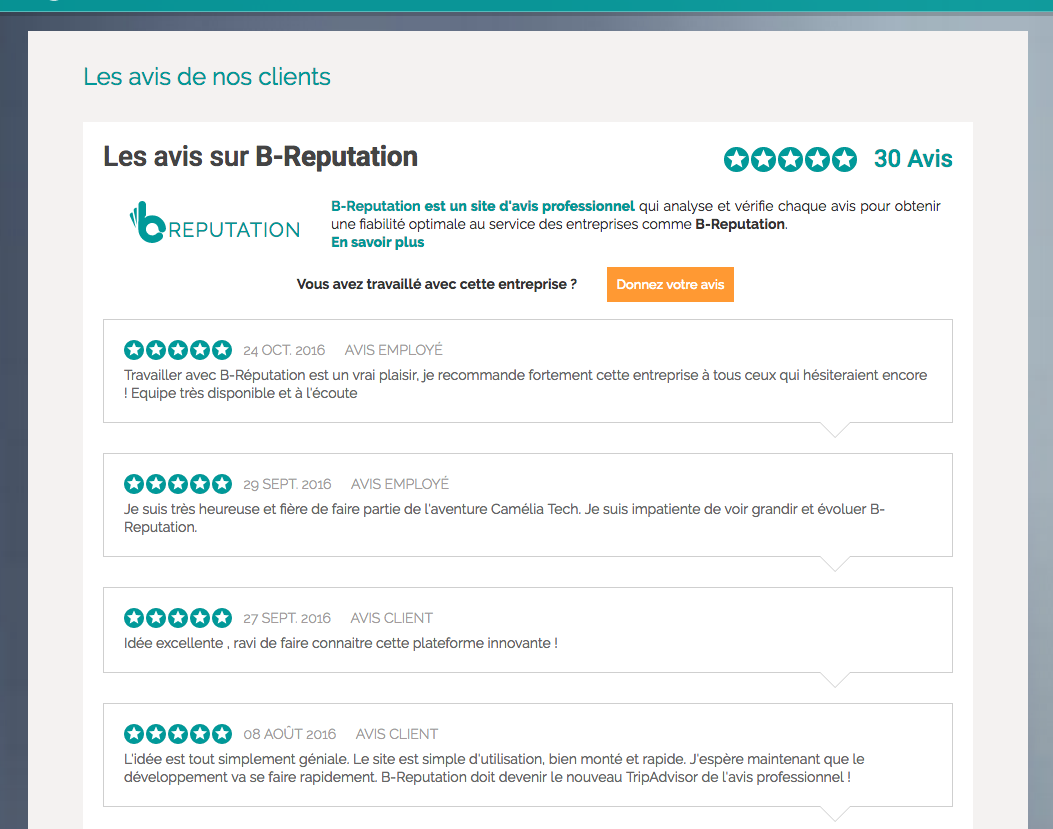 Les avis de nos clients
Les avis sur B-Reputation
30 Avis
b REPUTATION
B-Reputation est un site d'avis professionnel qui analyse et vérifie chaque avis pour obtenir
une fiabilité optimale au service des entreprises comme B-Reputation.
En savoir plus
Vous avez travaillé avec cette entreprise ?
Donnez votre avis
24 OCT. 2016 AVIS EMPLOYÉ
Travailler avec B-Réputation est un vrai plaisir, je recommande fortement cette entreprise à tous ceux qui hésiteraient encore
! Equipe très disponible et à l'écoute
29 SEPT. 2016 AVIS EMPLOYÉ
Je suis très heureuse et fière de faire partie de l'aventure Camélia Tech. Je suis impatiente de voir grandir et évoluer B-
Reputation.
27 SEPT. 2016 AVIS CLIENT
Idée excellente , ravi de faire connaitre cette plateforme innovante !
08 AOÛT 2016 AVIS CLIENT
L'idée est tout simplement géniale. Le site est simple d'utilisation, bien monté et rapide. J'espère maintenant que le
développement va se faire rapidement. B-Reputation doit devenir le nouveau TripAdvisor de l'avis professionnel !